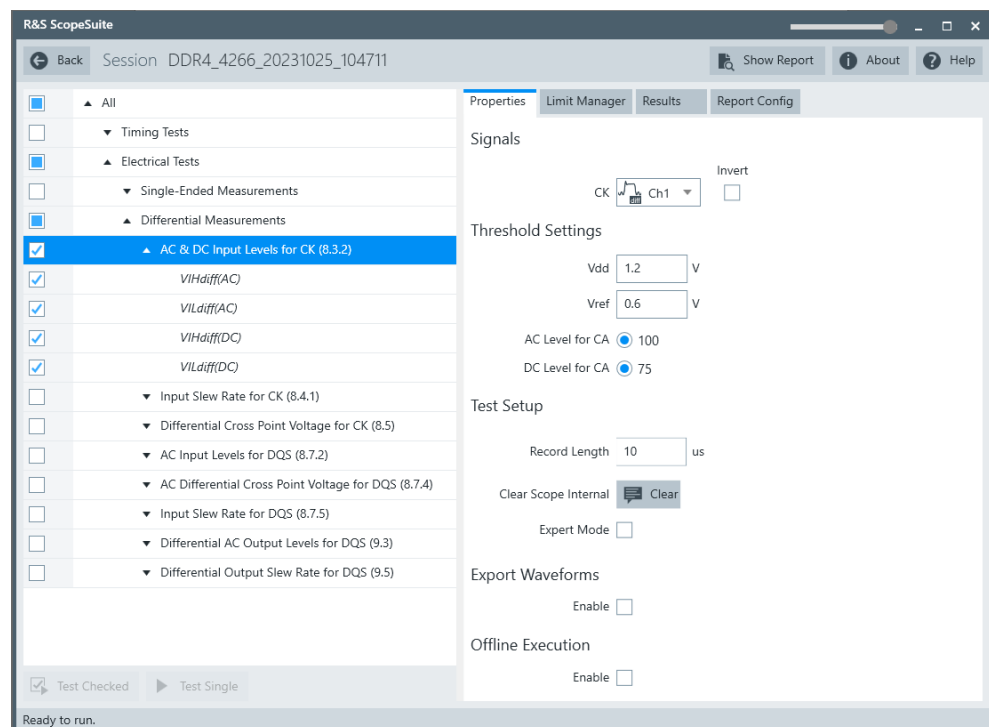 R&S ScopeSuite
Back Session DDR4_4266_20231025_104711 Show Report About Help
All
Timing Tests
Electrical Tests
Single-Ended Measurements
Differential Measurements
AC & DC Input Levels for CK (8.3.2)
VIHdiff(AC)
VILdiff(AC)
VIHdiff(DC)
VILdiff(DC)
Input Slew Rate for CK (8.4.1)
Differential Cross Point Voltage for CK (8.5)
AC Input Levels for DQS (8.7.2)
AC Differential Cross Point Voltage for DQS (8.7.4)
Input Slew Rate for DQS (8.7.5)
Differential AC Output Levels for DQS (9.3)
Differential Output Slew Rate for DQS (9.5)
Test Checked Test Single
Properties Limit Manager Results Report Config
Signals
Invert
CK Ch1
Threshold Settings
Vdd 1.2 V
Vref 0.6 V
AC Level for CA 100
DC Level for CA 75
Test Setup
Record Length 10 us
Clear Scope Internal Clear
Expert Mode
Export Waveforms
Enable
Offline Execution
Enable
Ready to run.